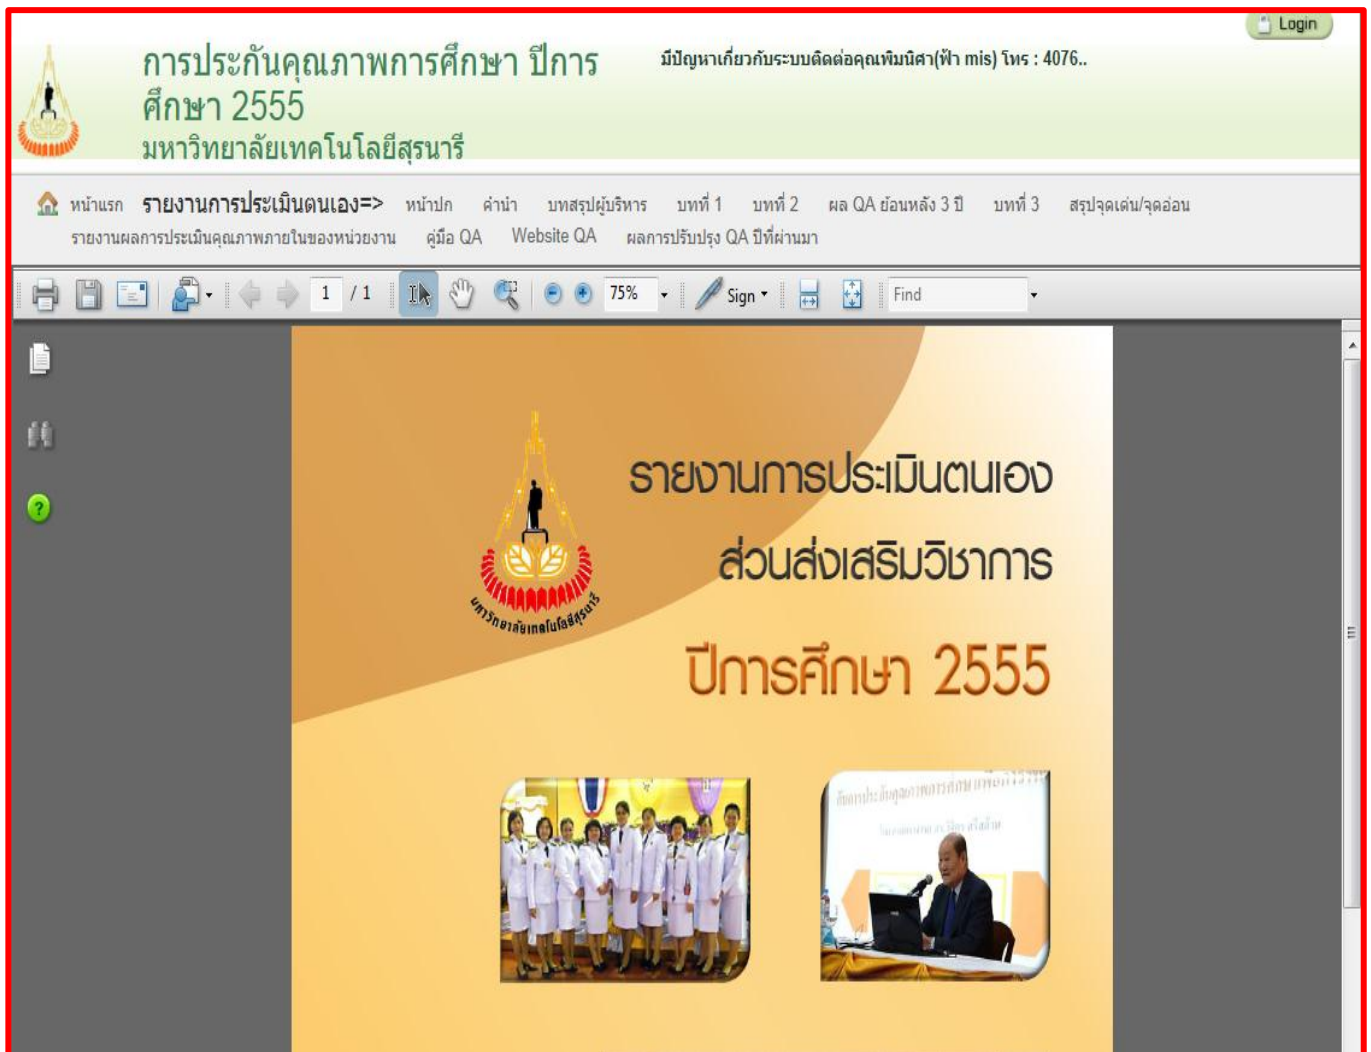 Login
การประกันคุณภาพการศึกษา ปีการ
ศึกษา 2555
มหาวิทยาลัยเทคโนโลยีสุรนารี
มีปัญหาเกี่ยวกับระบบติดต่อคุณพิมนิศา(ฟ้า mis) โทร : 4076..
หน้าแรก รายงานการประเมินตนเอง=> หน้าปก คำนำ บทสรุปผู้บริหาร บทที่ 1 บทที่ 2 ผล QA ย้อนหลัง 3 ปี บทที่ 3 สรุปจุดเด่น/จุดอ่อน
รายงานผลการประเมินคุณภาพภายในของหน่วยงาน คู่มือ QA Website QA ผลการปรับปรุง QA ปีที่ผ่านมา
1 / 1 75% Sign Find
รายงานการประเมินตนเอง
ส่วนส่งเสริมวิชาการ
มหาวิทยาลัยเทคโนโลยีสุรนารี
ปีการศึกษา 2555